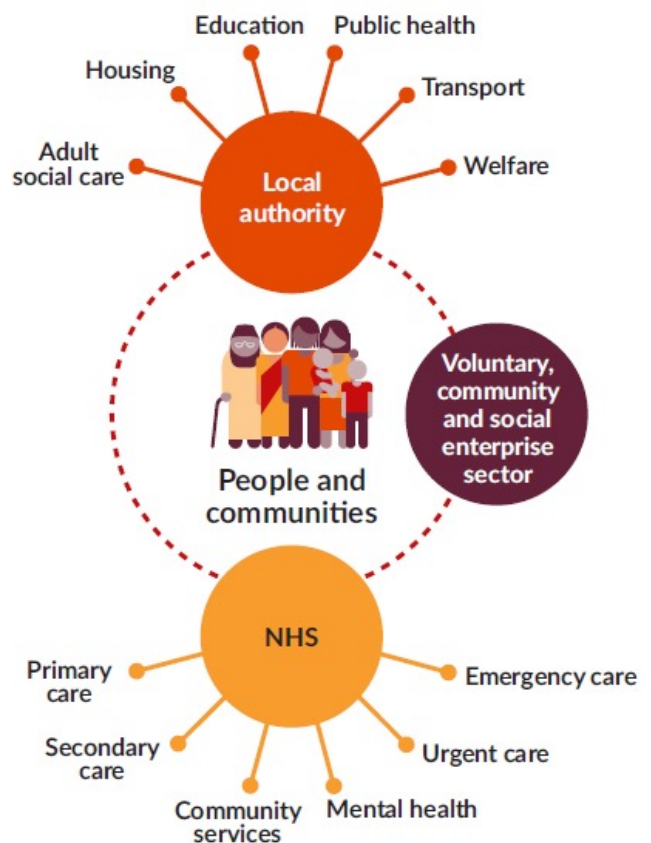 Education
Public health
Housing
Transport
Adult
social care
Welfare
Local
authority
Voluntary,
community
and social
enterprise
sector
People and
communities
NHS
Primary
care
Emergency care
Secondary
care
Urgent care
Community
services
Mental health